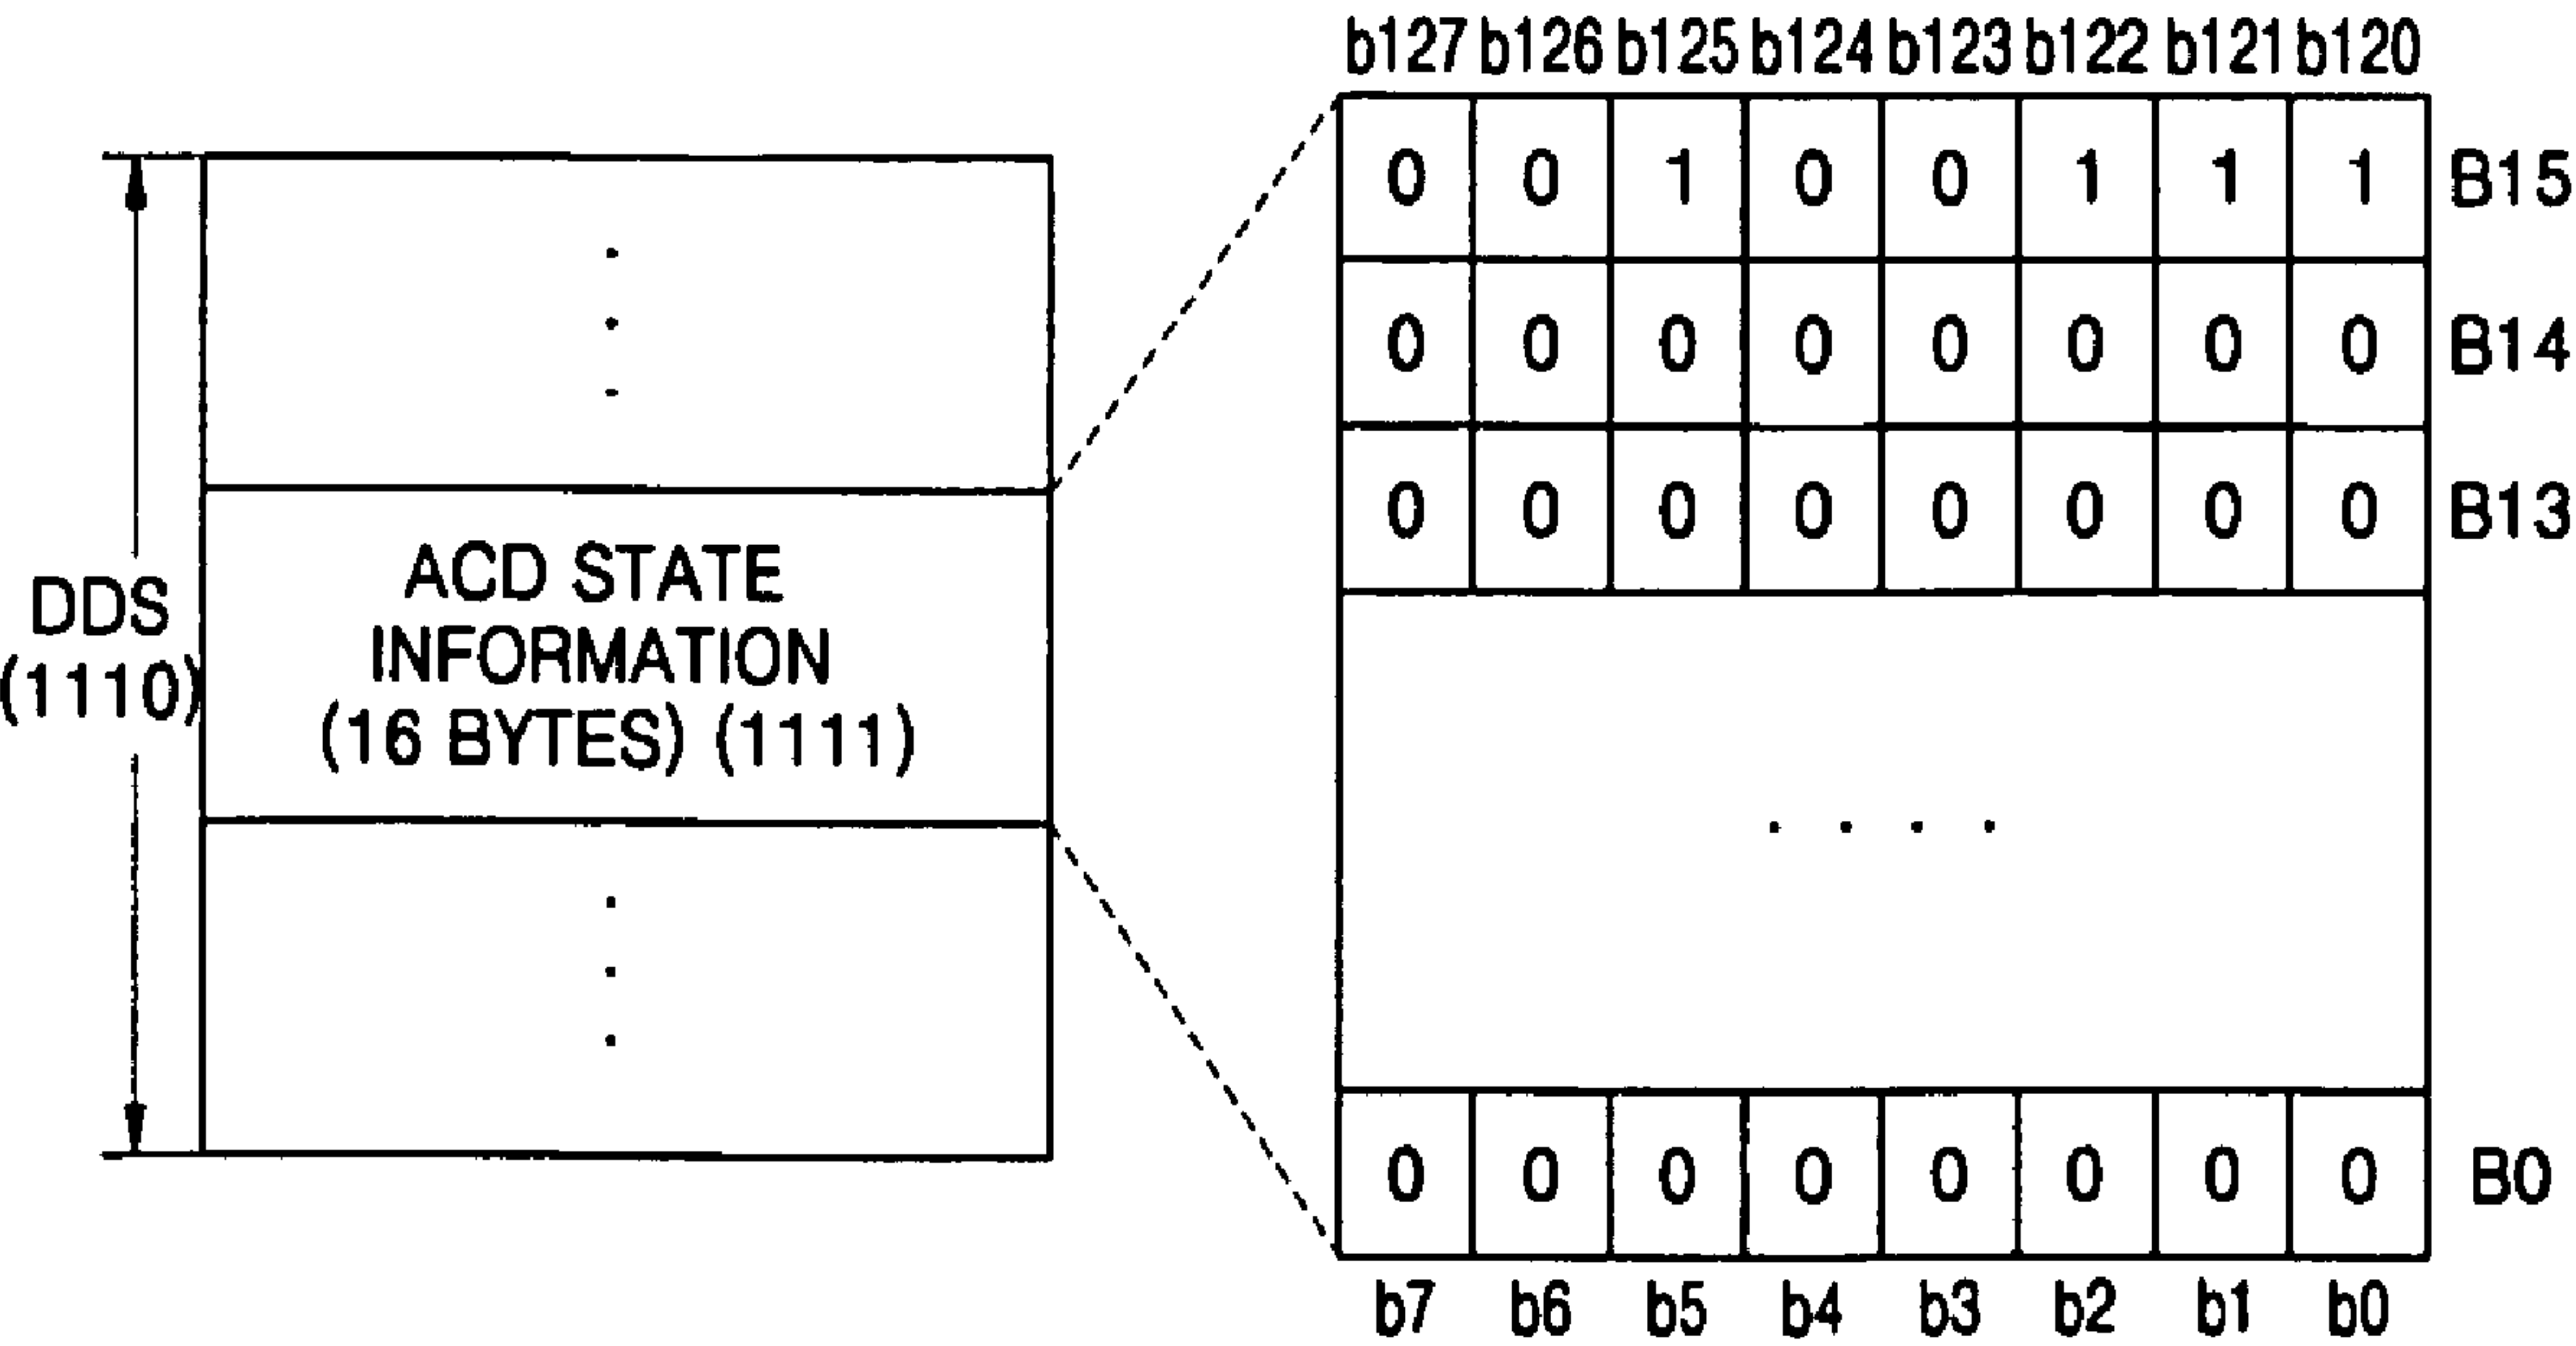 b127 b126 b125 b124 b123 b122 b121 b120
0 0 1 0 0 1 1 1 B15
0 0 0 0 0 0 0 0 B14
0 0 0 0 0 0 0 0 B13
DDS
(1110)
ACD STATE
INFORMATION
(16 BYTES) (1111)
. . . .
0 0 0 0 0 0 0 0 B0
b7 b6 b5 b4 b3 b2 b1 b0